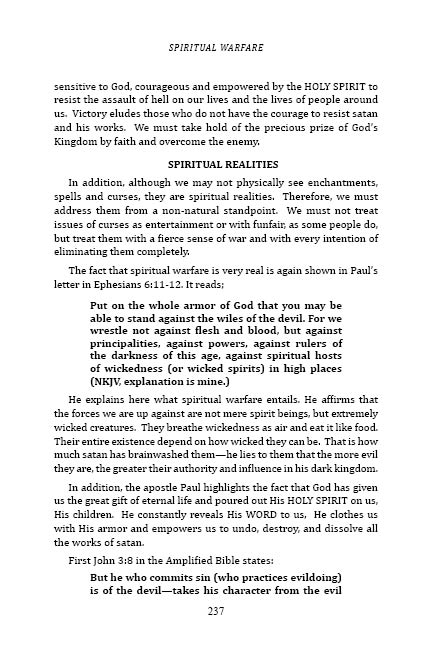 SPIRITUAL WARFARE
sensitive to God, courageous and empowered by the HOLY SPIRIT to
resist the assault of hell on our lives and the lives of people around
us. Victory eludes those who do not have the courage to resist satan
and his works. We must take hold of the precious prize of God's
Kingdom by faith and overcome the enemy.
SPIRITUAL REALITIES
In addition, although we may not physically see enchantments,
spells and curses, they are spiritual realities. Therefore, we must
address them from a non-natural standpoint. We must not treat
issues of curses as entertainment or with funfair, as some people do,
but treat them with a fierce sense of war and with every intention of
eliminating them completely.
The fact that spiritual warfare is very real is again shown in Paul's
letter in Ephesians 6:11-12. It reads;
Put on the whole armor of God that you may be
able to stand against the wiles of the devil. For we
wrestle not against flesh and blood, but against
principalities, against powers, against rulers of
the darkness of this age, against spiritual hosts
of wickedness (or wicked spirits) in high places
(NKJV, explanation is mine.)
He explains here what spiritual warfare entails. He affirms that
the forces we are up against are not mere spirit beings, but extremely
wicked creatures. They breathe wickedness as air and eat it like food.
Their entire existence depend on how wicked they can be. That is how
much satan has brainwashed them—he lies to them that the more evil
they are, the greater their authority and influence in his dark kingdom.
In addition, the apostle Paul highlights the fact that God has given
us the great gift of eternal life and poured out His HOLY SPIRIT on us,
His children. He constantly reveals His WORD to us, He clothes us
with His armor and empowers us to undo, destroy, and dissolve all
the works of satan.
First John 3:8 in the Amplified Bible states:
But he who commits sin (who practices evildoing)
is of the devil—takes his character from the evil
237